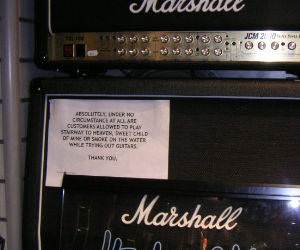 Marshall
JCM 2000
ABSOLUTELY, UNDER NO
CIRCUMSTANCE AT ALL ARE
CUSTOMERS ALLOWED TO PLAY
STAIRWAY TO HEAVEN, SWEET CHILD
OF MINE OR SMOKE ON THE WATER
WHILE TRYING OUT GUITARS.
THANK YOU.
Marshall